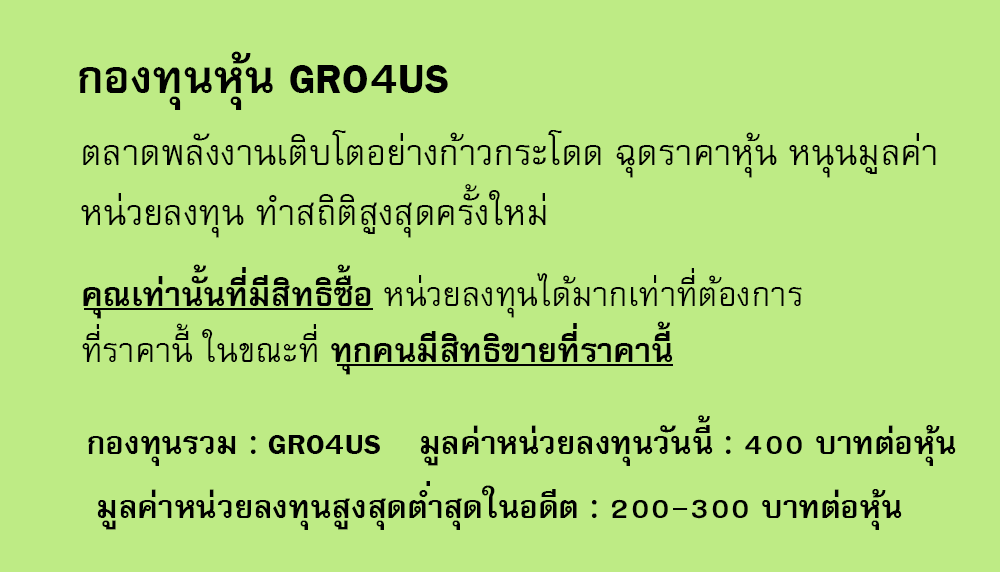 กองทุนหุ้น GRO4US
ตลาดพลังงานเติบโตอย่างก้าวกระโดด ฉุดราคาหุ้น หนุนมูลค่า
หน่วยลงทุน ทำสถิติสูงสุดครั้งใหม่
คุณเท่านั้นที่มีสิทธิซื้อ หน่วยลงทุนได้มากเท่าที่ต้องการ
ที่ราคานี้ ในขณะที่ ทุกคนมีสิทธิขายที่ราคานี้
กองทุนรวม : GRO4US มูลค่าหน่วยลงทุนวันนี้ : 400 บาทต่อหุ้น
มูลค่าหน่วยลงทุนสูงสุดต่ำสุดในอดีต : 200-300 บาทต่อหุ้น